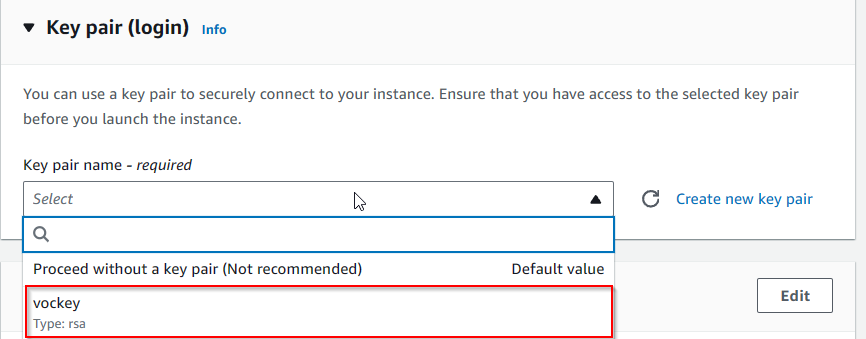 Key pair (login) Info
You can use a key pair to securely connect to your instance. Ensure that you have access to the selected key pair
before you launch the instance.
Key pair name - required
Select
Create new key pair
Proceed without a key pair (Not recommended) Default value
vockey
Type: rsa
Edit